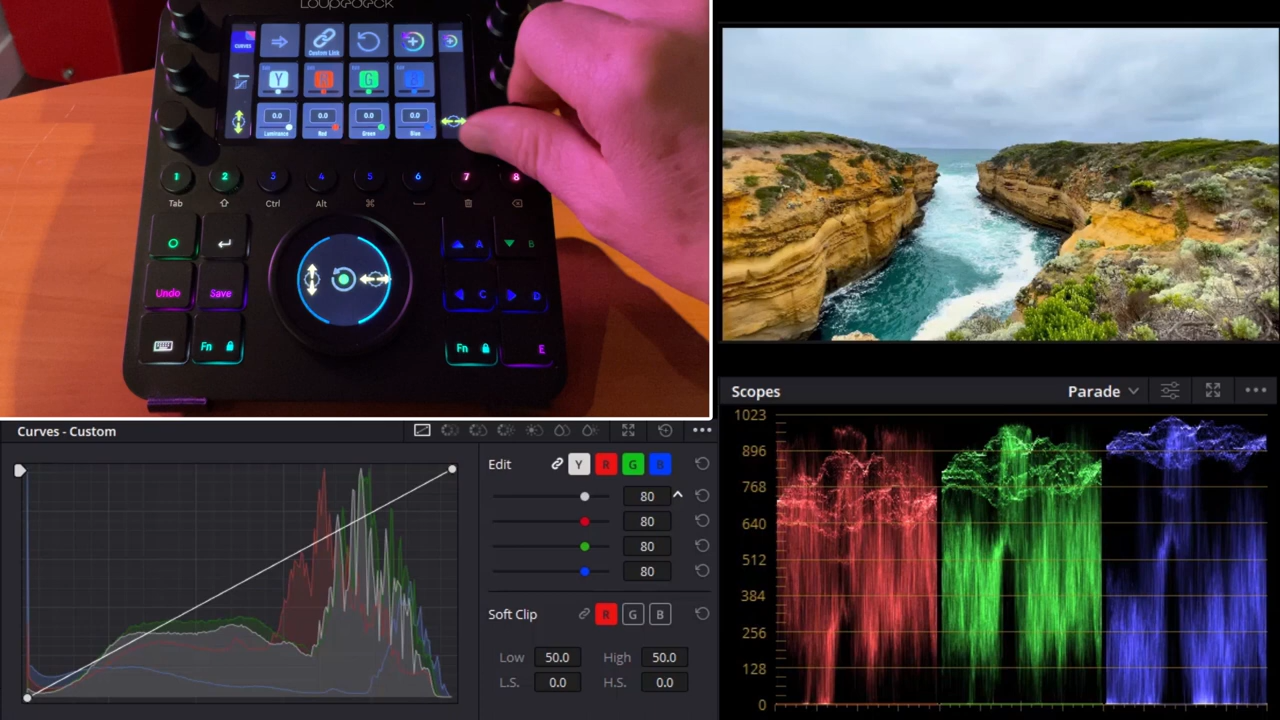 Loupedeck
CURVES
Custom Link
Y R G B
0.0 0.0 0.0 0.0
Luminance Red Green Blue
1 2 3 4 5 6 7 8
Tab Ctrl Alt
A B
Undo Save C D
Fn Fn E
Curves - Custom
Edit Y R G B
80
80
80
80
Soft Clip R G B
Low 50.0 High 50.0
L.S. 0.0 H.S. 0.0
Scopes Parade
1023
896
768
640
512
384
256
128
0